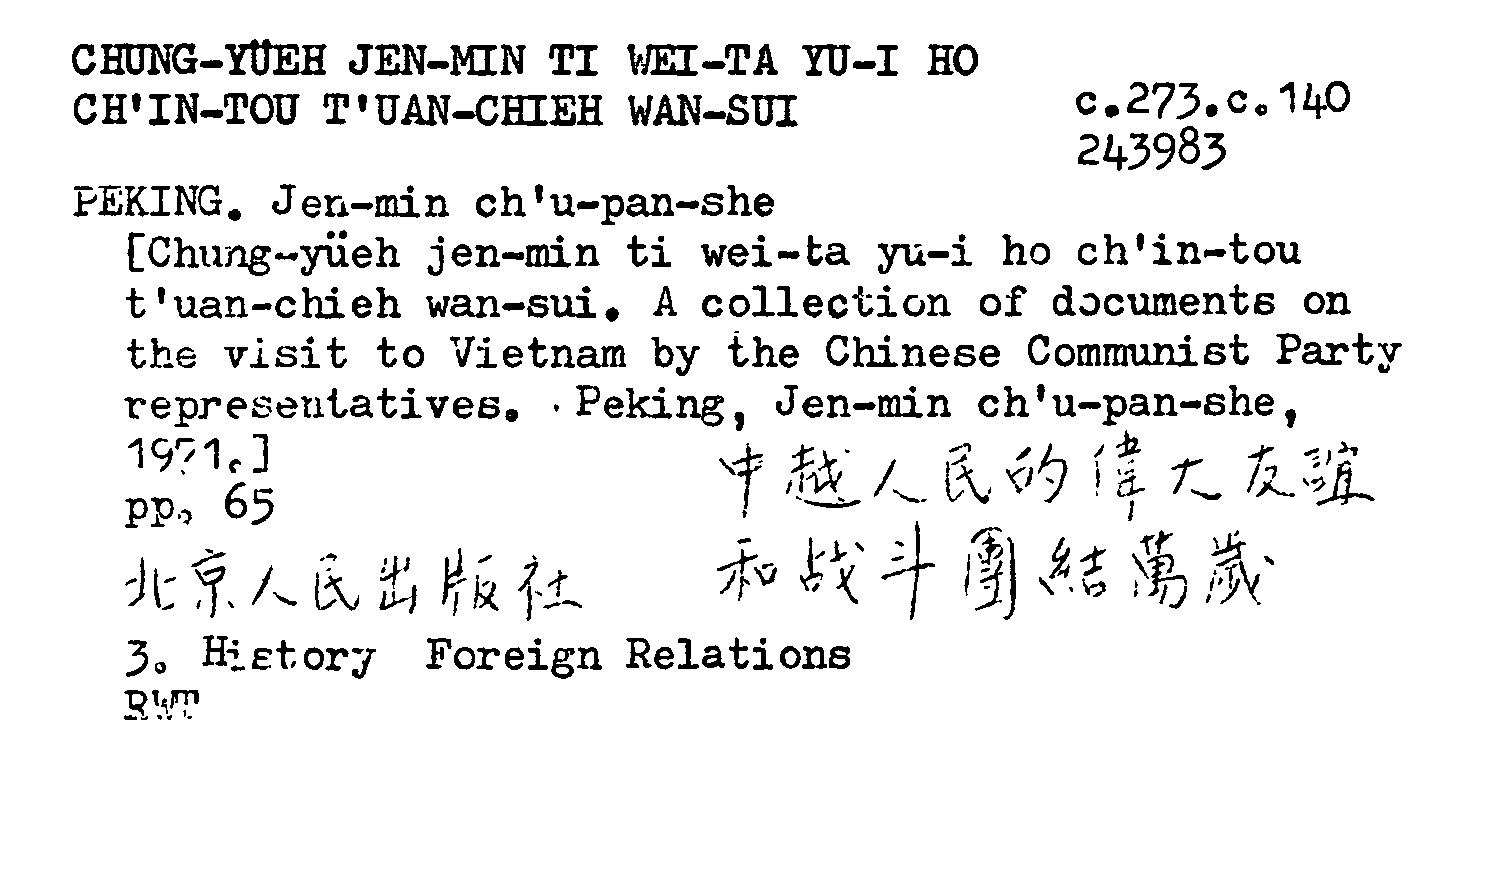 CHUNG-YÜEH JEN-MIN TI WEI-TA YU-I HO
CH'IN-TOU T'UAN-CHIEH WAN-SUI
c.273.c.140
243983
PEKING. Jen-min ch'u-pan-she
[Chung-yüeh jen-min ti wei-ta yu-i ho ch'in-tou
t'uan-chieh wan-sui. A collection of documents on
the visit to Vietnam by the Chinese Communist Party
representatives. Peking, Jen-min ch'u-pan-she,
1971.]
pp. 65
中越人民的偉大友誼
和战斗團結萬歲
北京人民出版社
3. History Foreign Relations
RWT